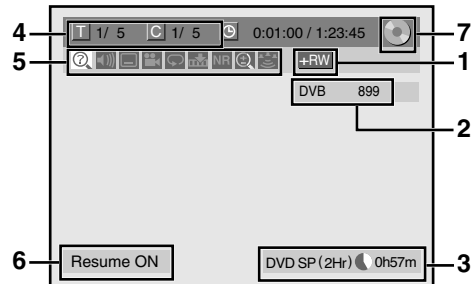 4 T 1/ 5 C 1/ 5 0:01:00 / 1:23:45 7
5 ? NR +RW 1
DVB 899
2
6 Resume ON DVD SP (2Hr) 0h57m 3